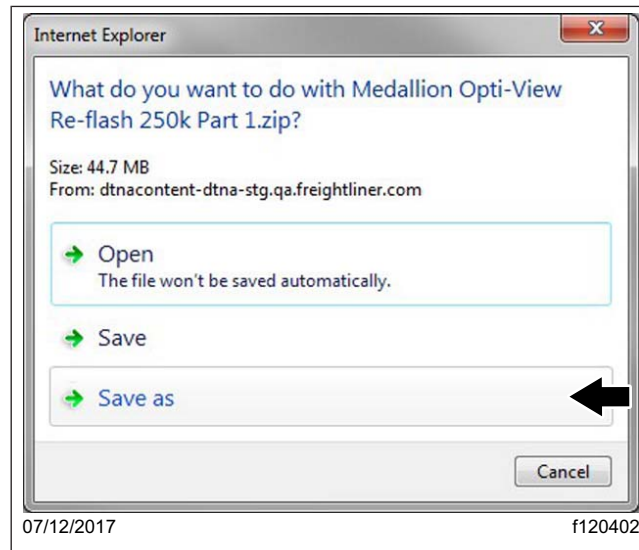 Internet Explorer
What do you want to do with Medallion Opti-View
Re-flash 250k Part 1.zip?
Size: 44.7 MB
From: dtnacontent-dtna-stg.qa.freightliner.com
Open
The file won't be saved automatically.
Save
Save as
Cancel
07/12/2017 f120402